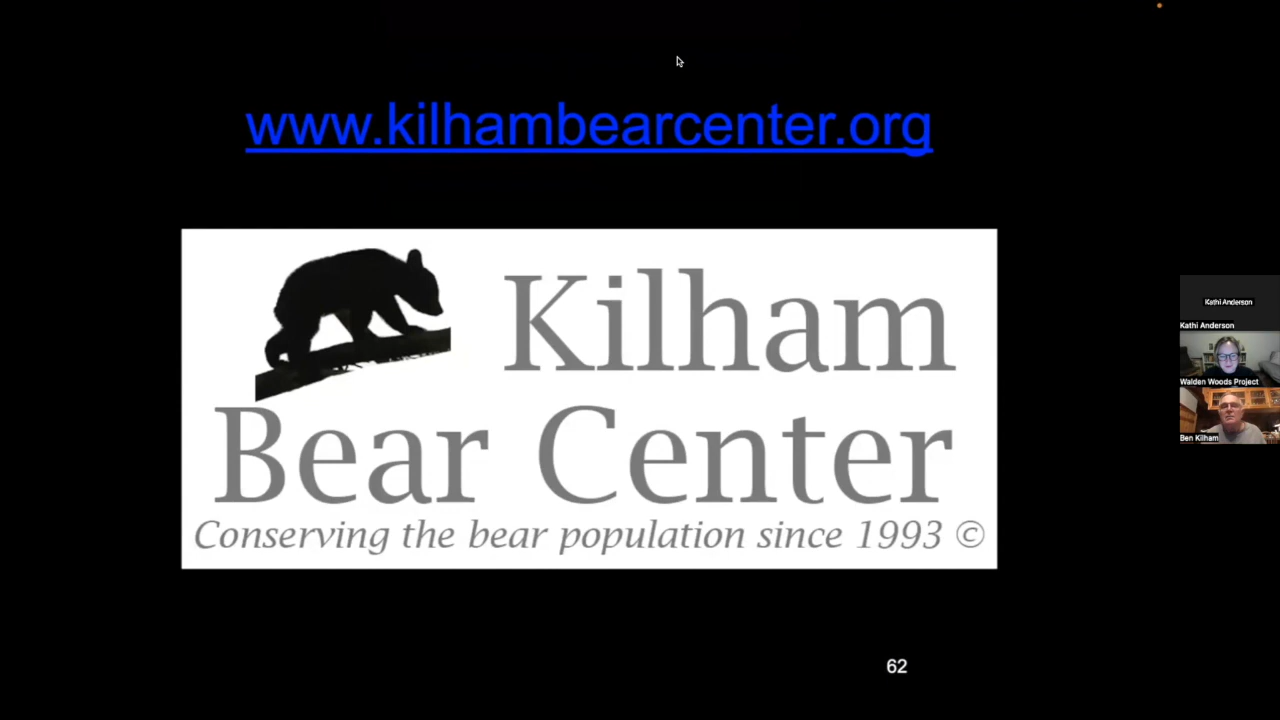 www.kilhambearcenter.org
Kilham
Bear Center
Conserving the bear population since 1993 ©
62
Kathi Anderson
Kathi Anderson
Walden Woods Project
Ben Kilham